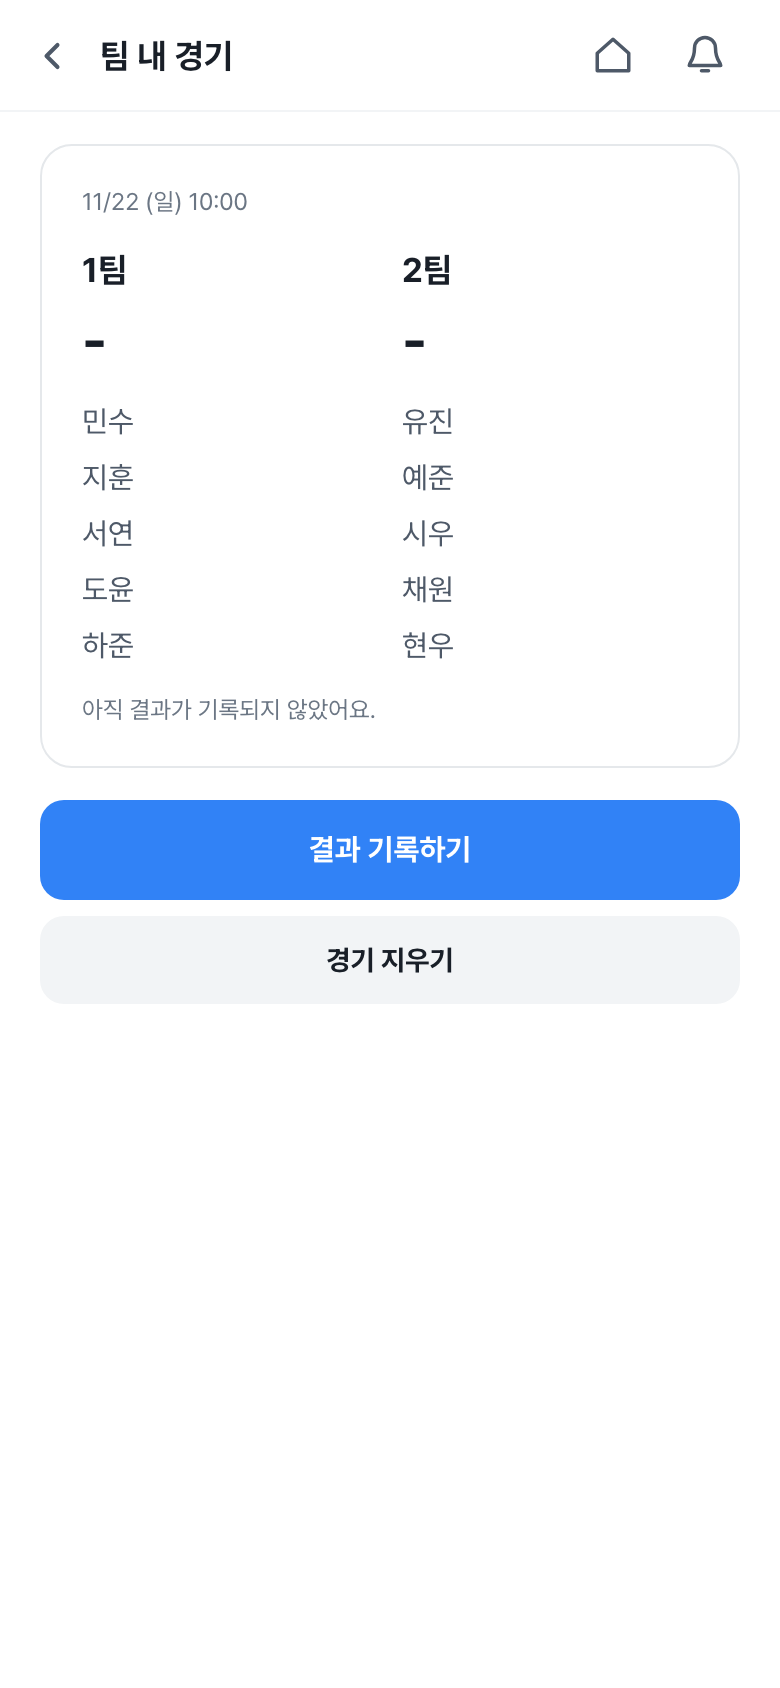 팀 내 경기
11/22 (일) 10:00
1팀 2팀
- -
민수 유진
지훈 예준
서연 시우
도윤 채원
하준 현우
아직 결과가 기록되지 않았어요.
결과 기록하기
경기 지우기